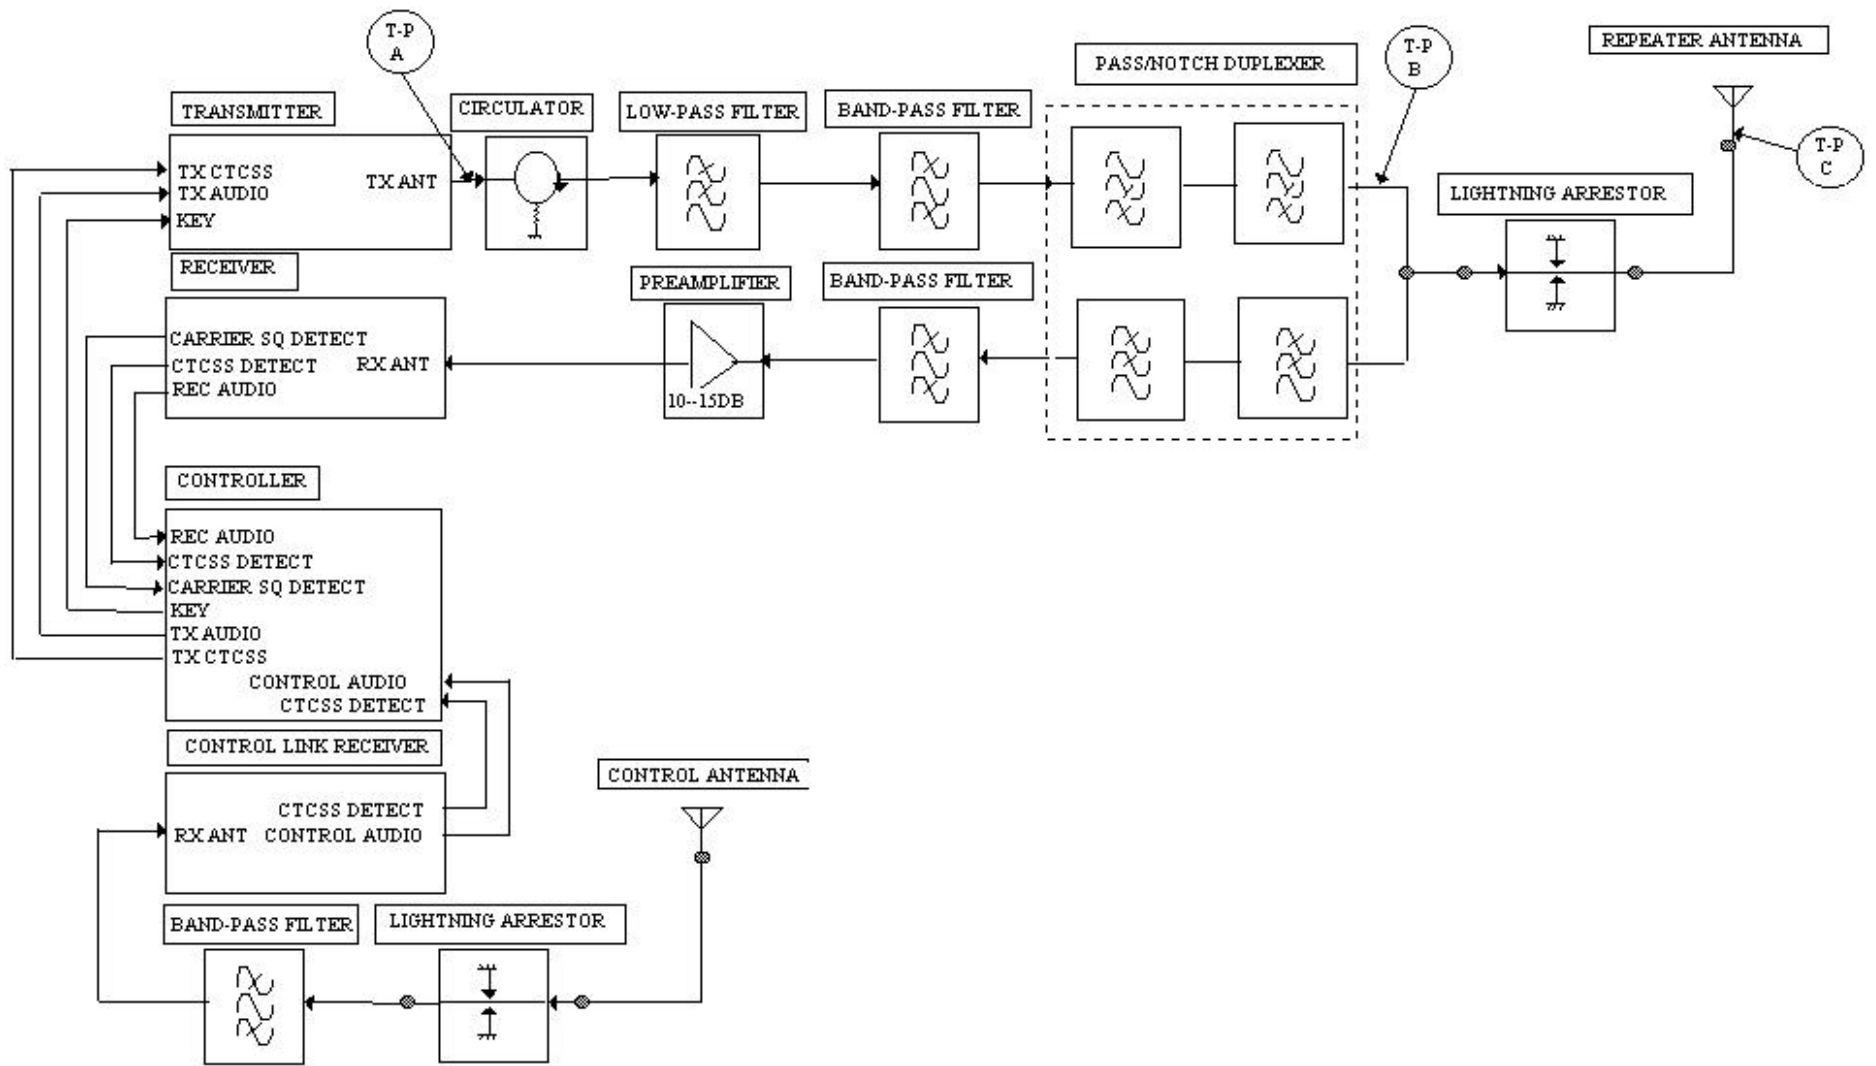 T-P
A
T-P
B
REPEATER ANTENNA
PASS/NOTCH DUPLEXER
TRANSMITTER
CIRCULATOR
LOW-PASS FILTER
BAND-PASS FILTER
T-P
C
TX CTCSS
TX AUDIO
TX ANT
KEY
LIGHTNING ARRESTOR
RECEIVER
PREAMPLIFIER
BAND-PASS FILTER
CARRIER SQ DETECT
CTCSS DETECT
RX ANT
REC AUDIO
10--15DB
CONTROLLER
REC AUDIO
CTCSS DETECT
CARRIER SQ DETECT
KEY
TX AUDIO
TX CTCSS
CONTROL AUDIO
CTCSS DETECT
CONTROL LINK RECEIVER
CONTROL ANTENNA
CTCSS DETECT
RX ANT CONTROL AUDIO
BAND-PASS FILTER
LIGHTNING ARRESTOR